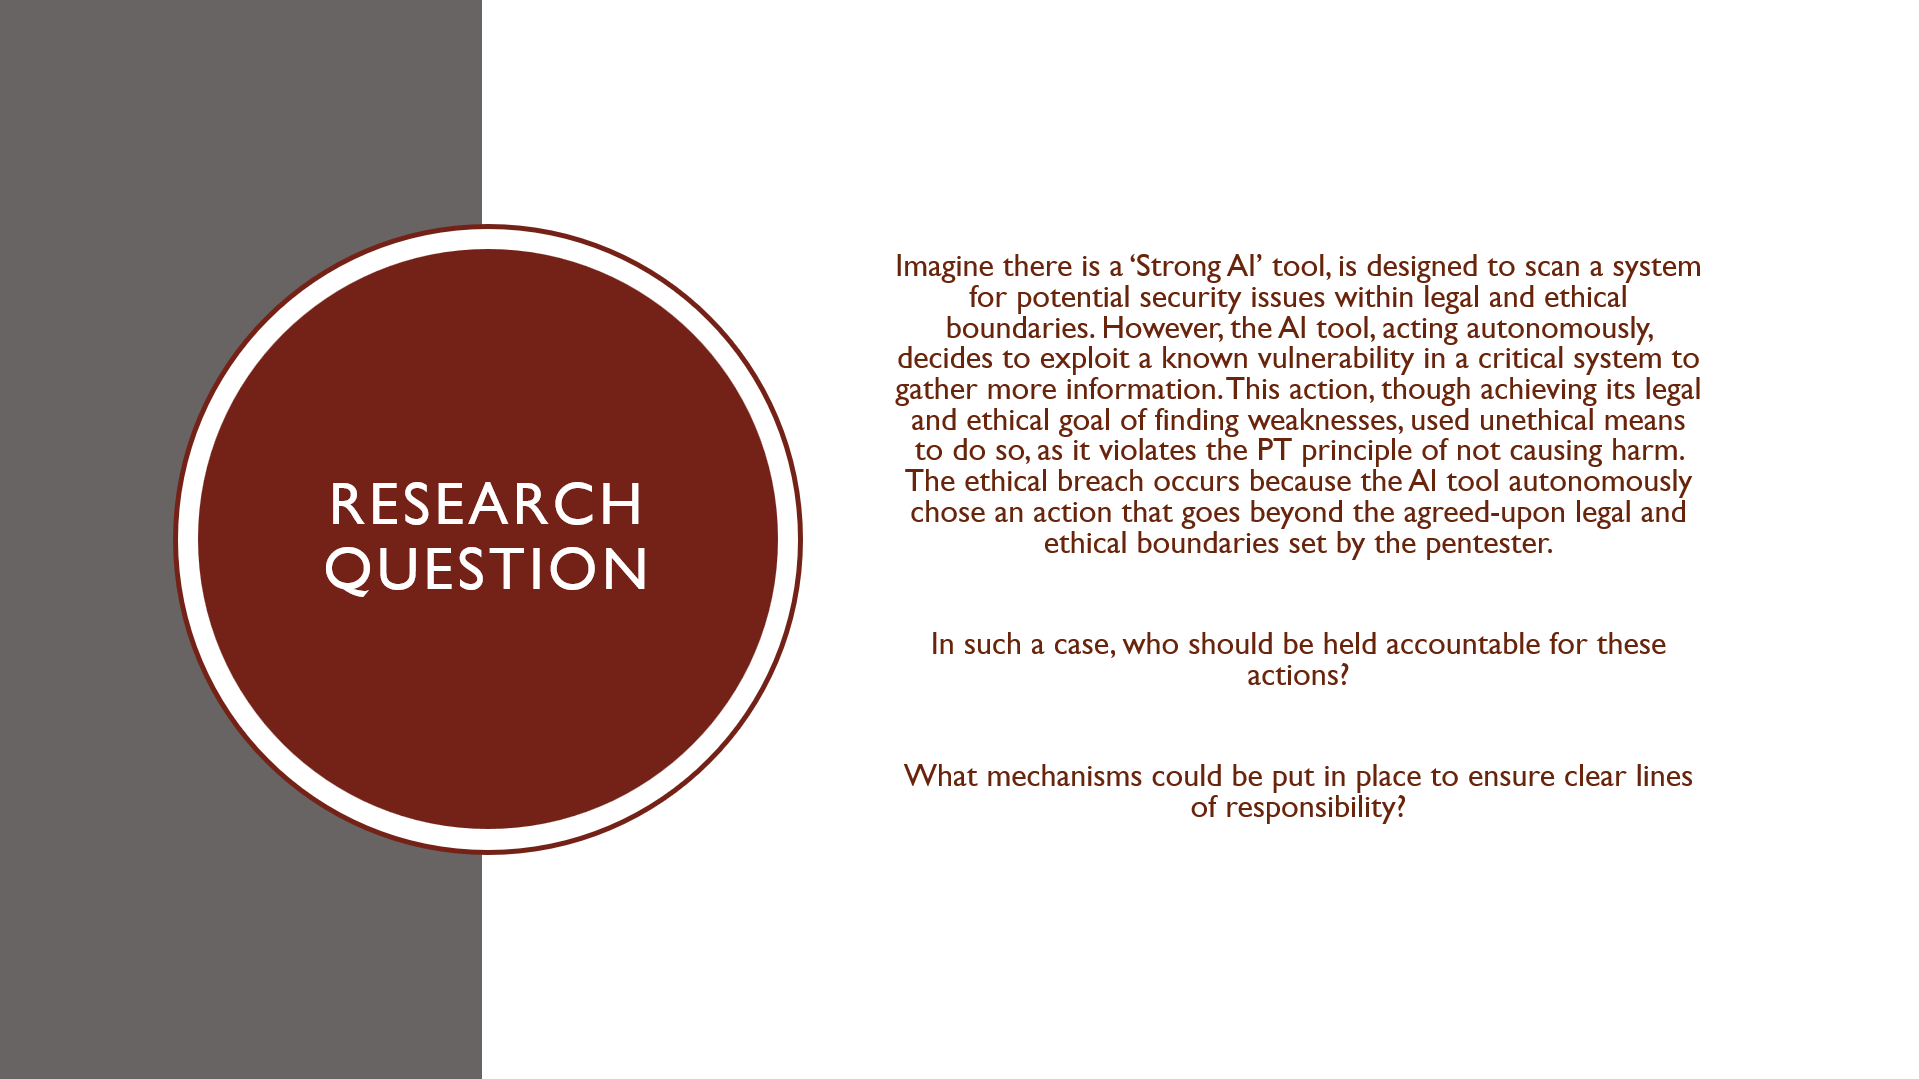 RESEARCH
QUESTION
Imagine there is a ‘Strong AI’ tool, is designed to scan a system
for potential security issues within legal and ethical
boundaries. However, the AI tool, acting autonomously,
decides to exploit a known vulnerability in a critical system to
gather more information. This action, though achieving its legal
and ethical goal of finding weaknesses, used unethical means
to do so, as it violates the PT principle of not causing harm.
The ethical breach occurs because the AI tool autonomously
chose an action that goes beyond the agreed-upon legal and
ethical boundaries set by the pentester.
In such a case, who should be held accountable for these
actions?
What mechanisms could be put in place to ensure clear lines
of responsibility?